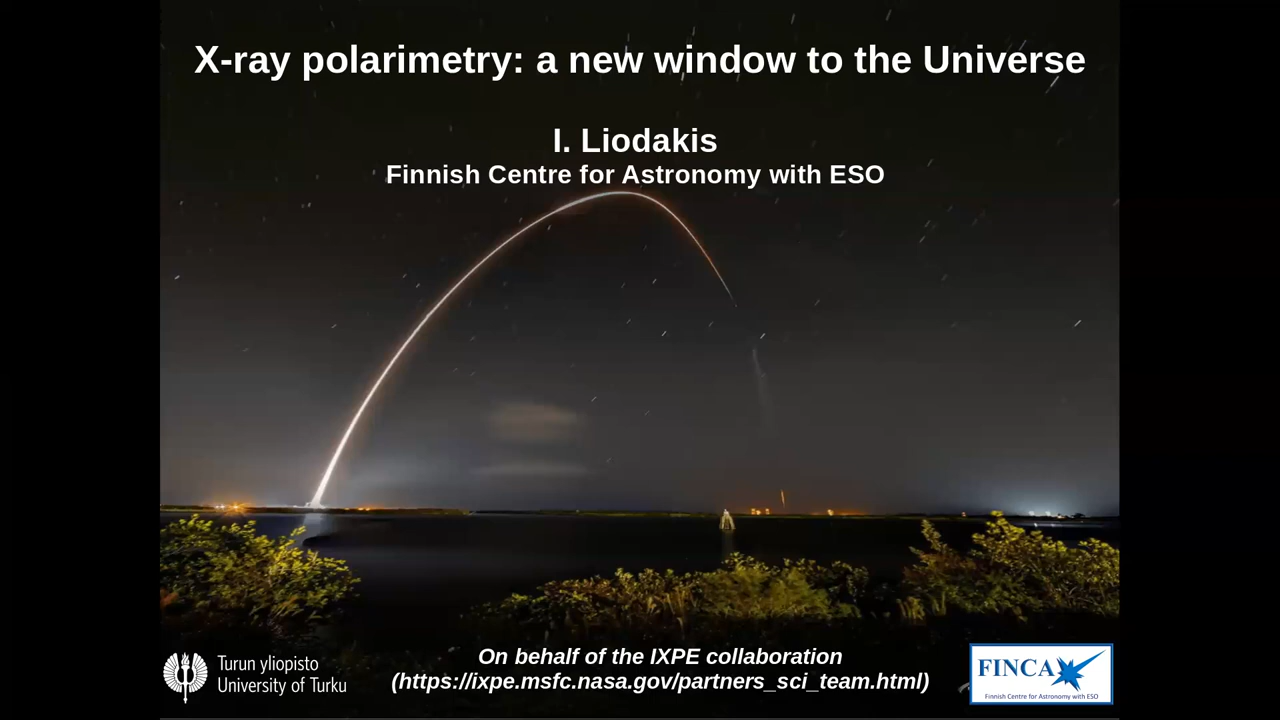 X-ray polarimetry: a new window to the Universe
I. Liodakis
Finnish Centre for Astronomy with ESO
On behalf of the IXPE collaboration
(https://ixpe.msfc.nasa.gov/partners_sci_team.html)
Turun yliopisto
University of Turku
FINCA
Finnish Centre for Astronomy with ESO